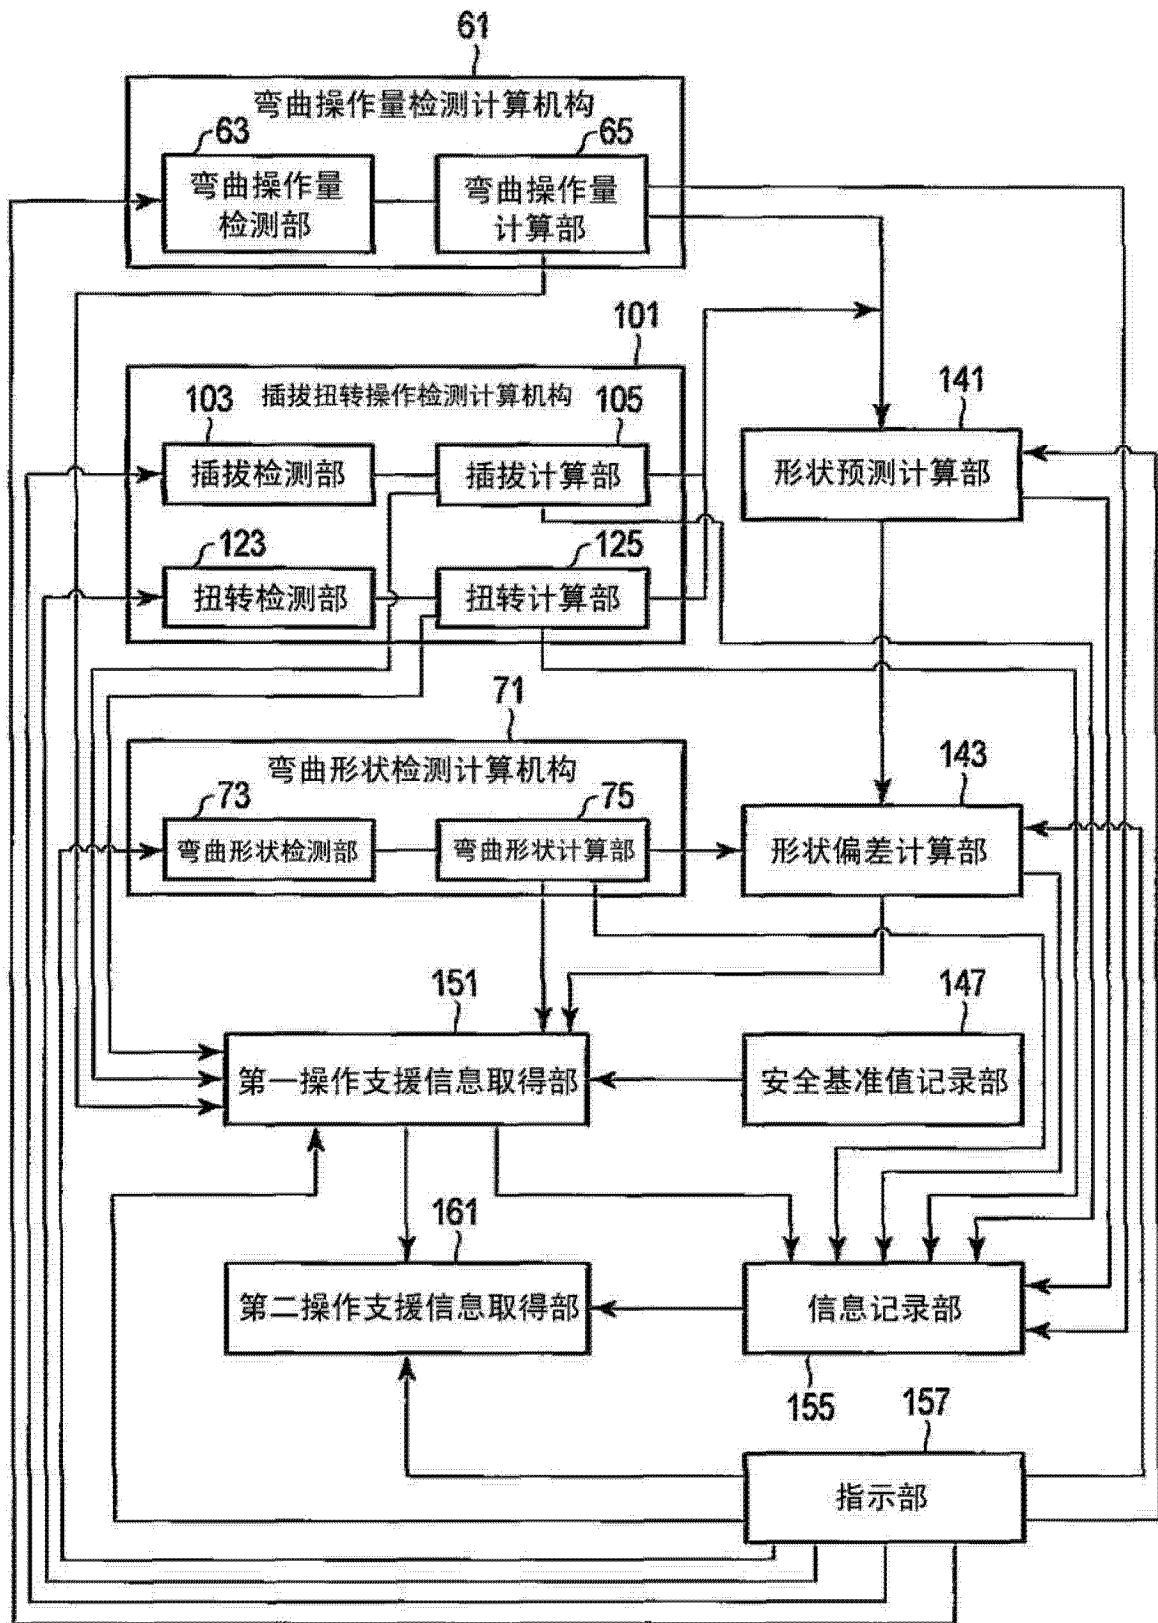 61
弯曲操作量检测计算机构
63
65
弯曲操作量
检测部
弯曲操作量
计算部
101
插拔扭转操作检测计算机构
103
105
插拔检测部
插拔计算部
141
形状预测计算部
123
125
扭转检测部
扭转计算部
71
弯曲形状检测计算机构
73
75
弯曲形状检测部
弯曲形状计算部
143
形状偏差计算部
151
第一操作支援信息取得部
147
安全基准值记录部
161
第二操作支援信息取得部
信息记录部
155
157
指示部